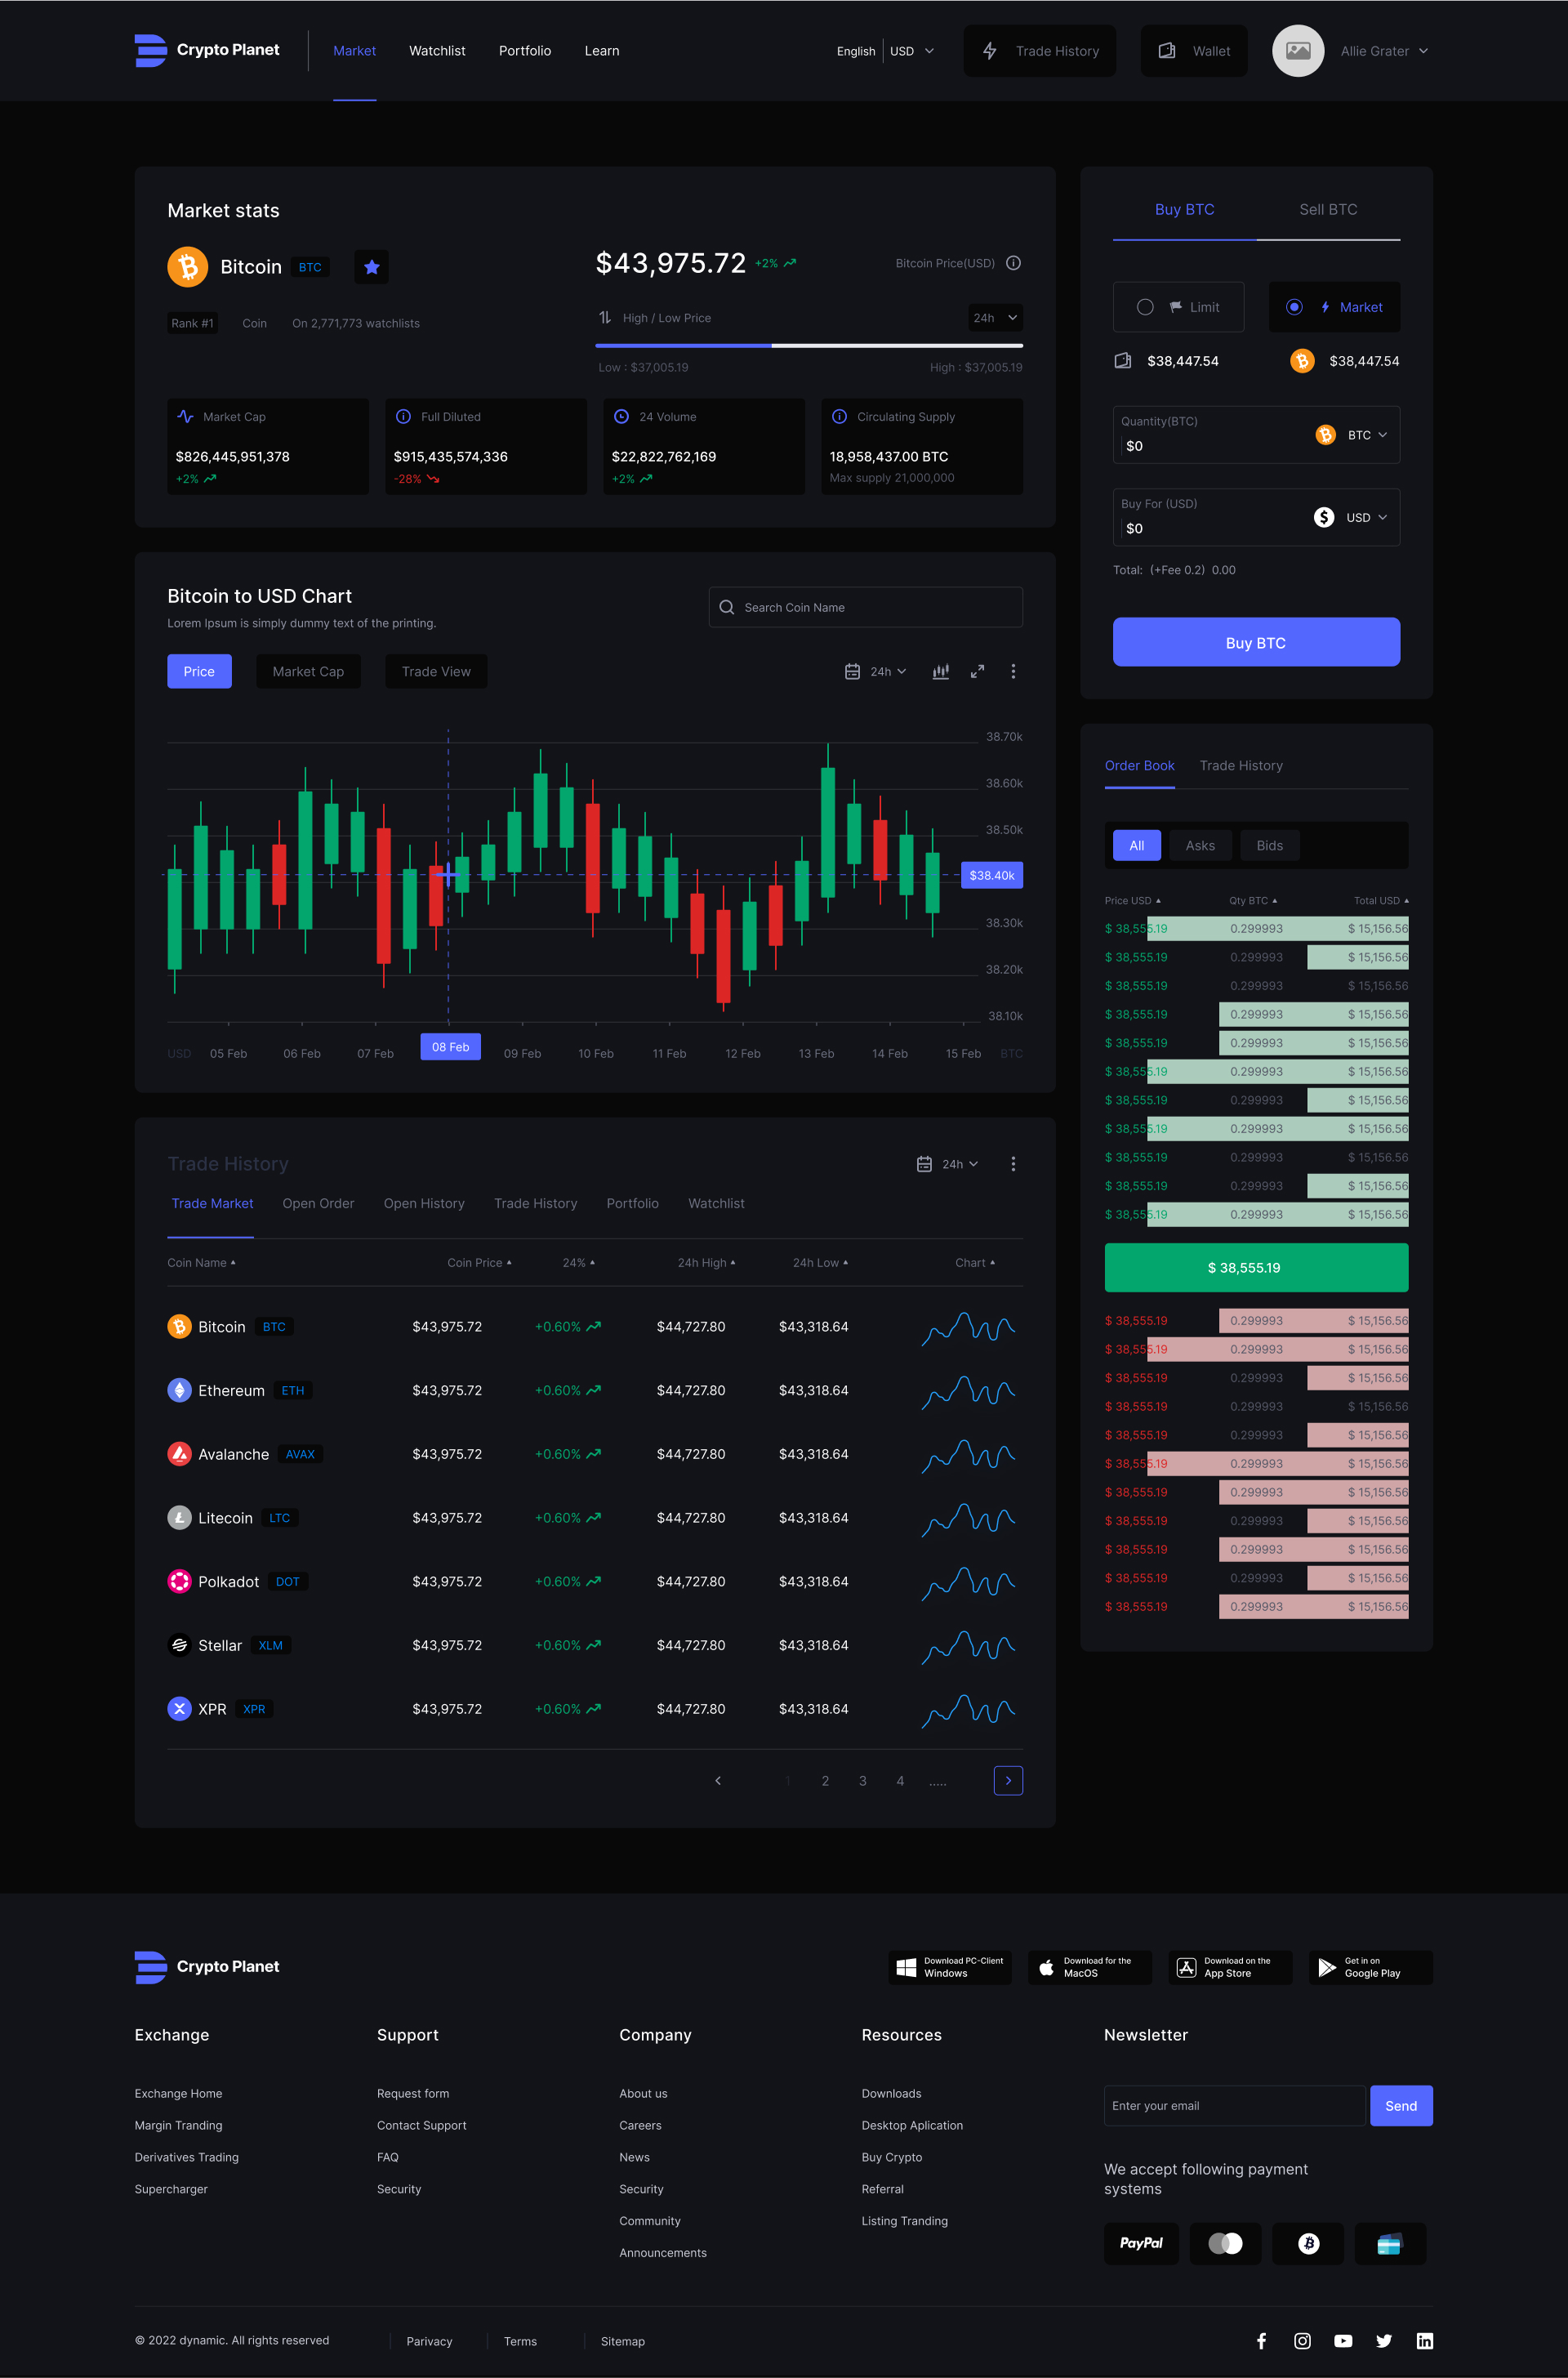 Crypto Planet
Market Watchlist Portfolio Learn
English USD
Trade History
Wallet
Allie Grater
Market stats
Bitcoin BTC
Rank #1 Coin On 2,771,773 watchlists
$43,975.72 +2%
Bitcoin Price(USD)
High / Low Price
24h
Low : $37,005.19 High : $37,005.19
Market Cap
$826,445,951,378
+2%
Full Diluted
$915,435,574,336
-28%
24 Volume
$22,822,762,169
+2%
Circulating Supply
18,958,437.00 BTC
Max supply 21,000,000
Buy BTC Sell BTC
Limit Market
$38,447.54 $38,447.54
Quantity(BTC)
$0
BTC
Buy For (USD)
$0
USD
Total: (+Fee 0.2) 0.00
Buy BTC
Bitcoin to USD Chart
Lorem Ipsum is simply dummy text of the printing.
Search Coin Name
Price Market Cap Trade View
24h
38.70k
38.60k
38.50k
$38.40k
38.30k
38.20k
38.10k
USD 05 Feb 06 Feb 07 Feb 08 Feb 09 Feb 10 Feb 11 Feb 12 Feb 13 Feb 14 Feb 15 Feb BTC
Order Book Trade History
All Asks Bids
Price USD Qty BTC Total USD
$ 38,555.19 0.299993 $ 15,156.56
$ 38,555.19 0.299993 $ 15,156.56
$ 38,555.19 0.299993 $ 15,156.56
$ 38,555.19 0.299993 $ 15,156.56
$ 38,555.19 0.299993 $ 15,156.56
$ 38,555.19 0.299993 $ 15,156.56
$ 38,555.19 0.299993 $ 15,156.56
$ 38,555.19 0.299993 $ 15,156.56
$ 38,555.19 0.299993 $ 15,156.56
$ 38,555.19 0.299993 $ 15,156.56
$ 38,555.19 0.299993 $ 15,156.56
$ 38,555.19
$ 38,555.19 0.299993 $ 15,156.56
$ 38,555.19 0.299993 $ 15,156.56
$ 38,555.19 0.299993 $ 15,156.56
$ 38,555.19 0.299993 $ 15,156.56
$ 38,555.19 0.299993 $ 15,156.56
$ 38,555.19 0.299993 $ 15,156.56
$ 38,555.19 0.299993 $ 15,156.56
$ 38,555.19 0.299993 $ 15,156.56
$ 38,555.19 0.299993 $ 15,156.56
$ 38,555.19 0.299993 $ 15,156.56
$ 38,555.19 0.299993 $ 15,156.56
Trade History
24h
Trade Market Open Order Open History Trade History Portfolio Watchlist
Coin Name Coin Price 24% 24h High 24h Low Chart
Bitcoin BTC $43,975.72 +0.60% $44,727.80 $43,318.64
Ethereum ETH $43,975.72 +0.60% $44,727.80 $43,318.64
Avalanche AVAX $43,975.72 +0.60% $44,727.80 $43,318.64
Litecoin LTC $43,975.72 +0.60% $44,727.80 $43,318.64
Polkadot DOT $43,975.72 +0.60% $44,727.80 $43,318.64
Stellar XLM $43,975.72 +0.60% $44,727.80 $43,318.64
XPR XPR $43,975.72 +0.60% $44,727.80 $43,318.64
1 2 3 4 .....
Crypto Planet
Download PC-Client
Windows
Download for the
MacOS
Download on the
App Store
Get in on
Google Play
Exchange
Exchange Home
Margin Tranding
Derivatives Trading
Supercharger
Support
Request form
Contact Support
FAQ
Security
Company
About us
Careers
News
Security
Community
Announcements
Resources
Downloads
Desktop Aplication
Buy Crypto
Referral
Listing Tranding
Newsletter
Enter your email
Send
We accept following payment
systems
PayPal
© 2022 dynamic. All rights reserved
Parivacy
Terms
Sitemap